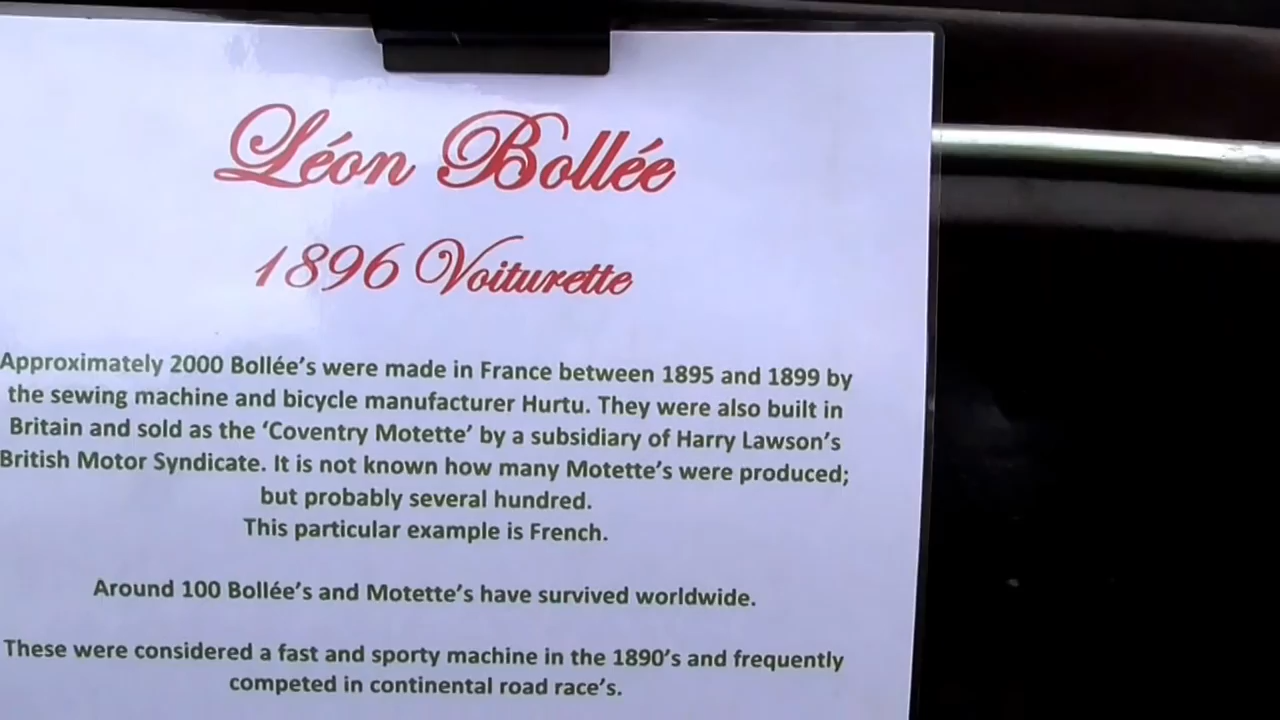 Léon Bollée
1896 Voiturette
Approximately 2000 Bollée's were made in France between 1895 and 1899 by
the sewing machine and bicycle manufacturer Hurtu. They were also built in
Britain and sold as the ‘Coventry Motette’ by a subsidiary of Harry Lawson's
British Motor Syndicate. It is not known how many Motette's were produced;
but probably several hundred.
This particular example is French.
Around 100 Bollée's and Motette's have survived worldwide.
These were considered a fast and sporty machine in the 1890's and frequently
competed in continental road race's.